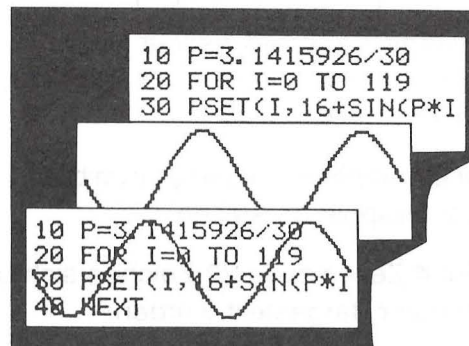 10 P=3.1415926/30
20 FOR I=0 TO 119
30 PSET(I,16+SIN(P*I
10 P=3.1415926/30
20 FOR I=0 TO 119
30 PSET(I,16+SIN(P*I
40 NEXT